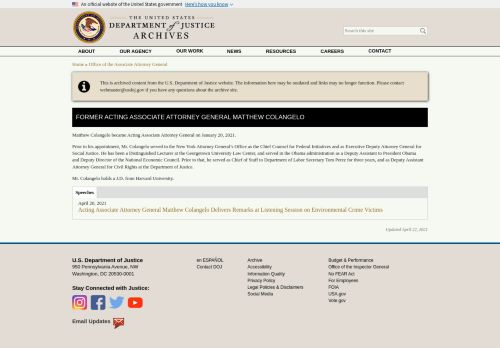 An official website of the United States government Here's how you know
THE UNITED STATES
DEPARTMENT of JUSTICE
ARCHIVES
Search this site
ABOUT OUR AGENCY OUR WORK NEWS RESOURCES CAREERS CONTACT
Home » Office of the Associate Attorney General
This is archived content from the U.S. Department of Justice website. The information here may be outdated and links may no longer function. Please contact
webmaster@usdoj.gov if you have any questions about the archive site.
FORMER ACTING ASSOCIATE ATTORNEY GENERAL MATTHEW COLANGELO
Matthew Colangelo became Acting Associate Attorney General on January 20, 2021.
Prior to his appointment, Mr. Colangelo served in the New York Attorney General's Office as the Chief Counsel for Federal Initiatives and as Executive Deputy Attorney General for
Social Justice. He has been a Distinguished Lecturer at the Georgetown University Law Center, and served in the Obama administration as a Deputy Assistant to President Obama
and Deputy Director of the National Economic Council. Prior to that, he served as Chief of Staff to Department of Labor Secretary Tom Perez for three years, and as Deputy Assistant
Attorney General for Civil Rights at the Department of Justice.
Mr. Colangelo holds a J.D. from Harvard University.
Speeches
April 20, 2021
Acting Associate Attorney General Matthew Colangelo Delivers Remarks at Listening Session on Environmental Crime Victims
Updated April 22, 2021
U.S. Department of Justice
950 Pennsylvania Avenue, NW
Washington, DC 20530-0001
Stay Connected with Justice:
Email Updates
en ESPAÑOL
Contact DOJ
Archive
Accessibility
Information Quality
Privacy Policy
Legal Policies & Disclaimers
Social Media
Budget & Performance
Office of the Inspector General
No FEAR Act
For Employees
FOIA
USA.gov
Vote.gov